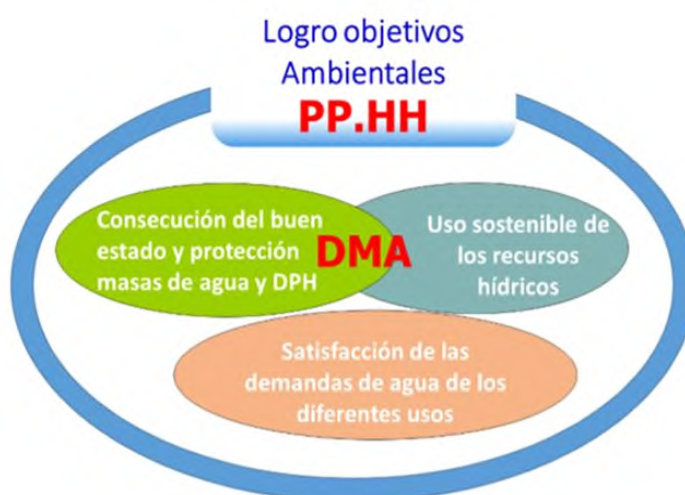 Logro objetivos
Ambientales
PP.HH
Consecución del buen
estado y protección
masas de agua y DPH
DMA
Uso sostenible de
los recursos
hídricos
Satisfacción de las
demandas de agua de los
diferentes usos